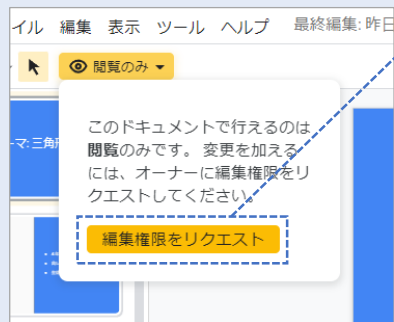 イル 編集 表示 ツール ヘルプ 最終編集: 昨日
閲覧のみ
このドキュメントで行えるのは
閲覧のみです。変更を加える
には、オーナーに編集権限をリ
クエストしてください。
マ: 三角形
編集権限をリクエスト